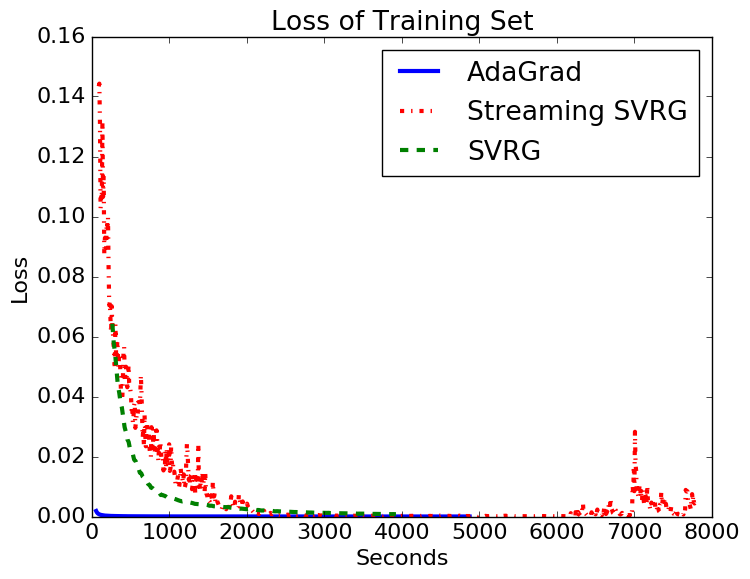 Loss of Training Set
0.16
0.14
0.12
0.10
0.08
0.06
0.04
0.02
0.00
Loss
AdaGrad
Streaming SVRG
SVRG
0 1000 2000 3000 4000 5000 6000 7000 8000
Seconds